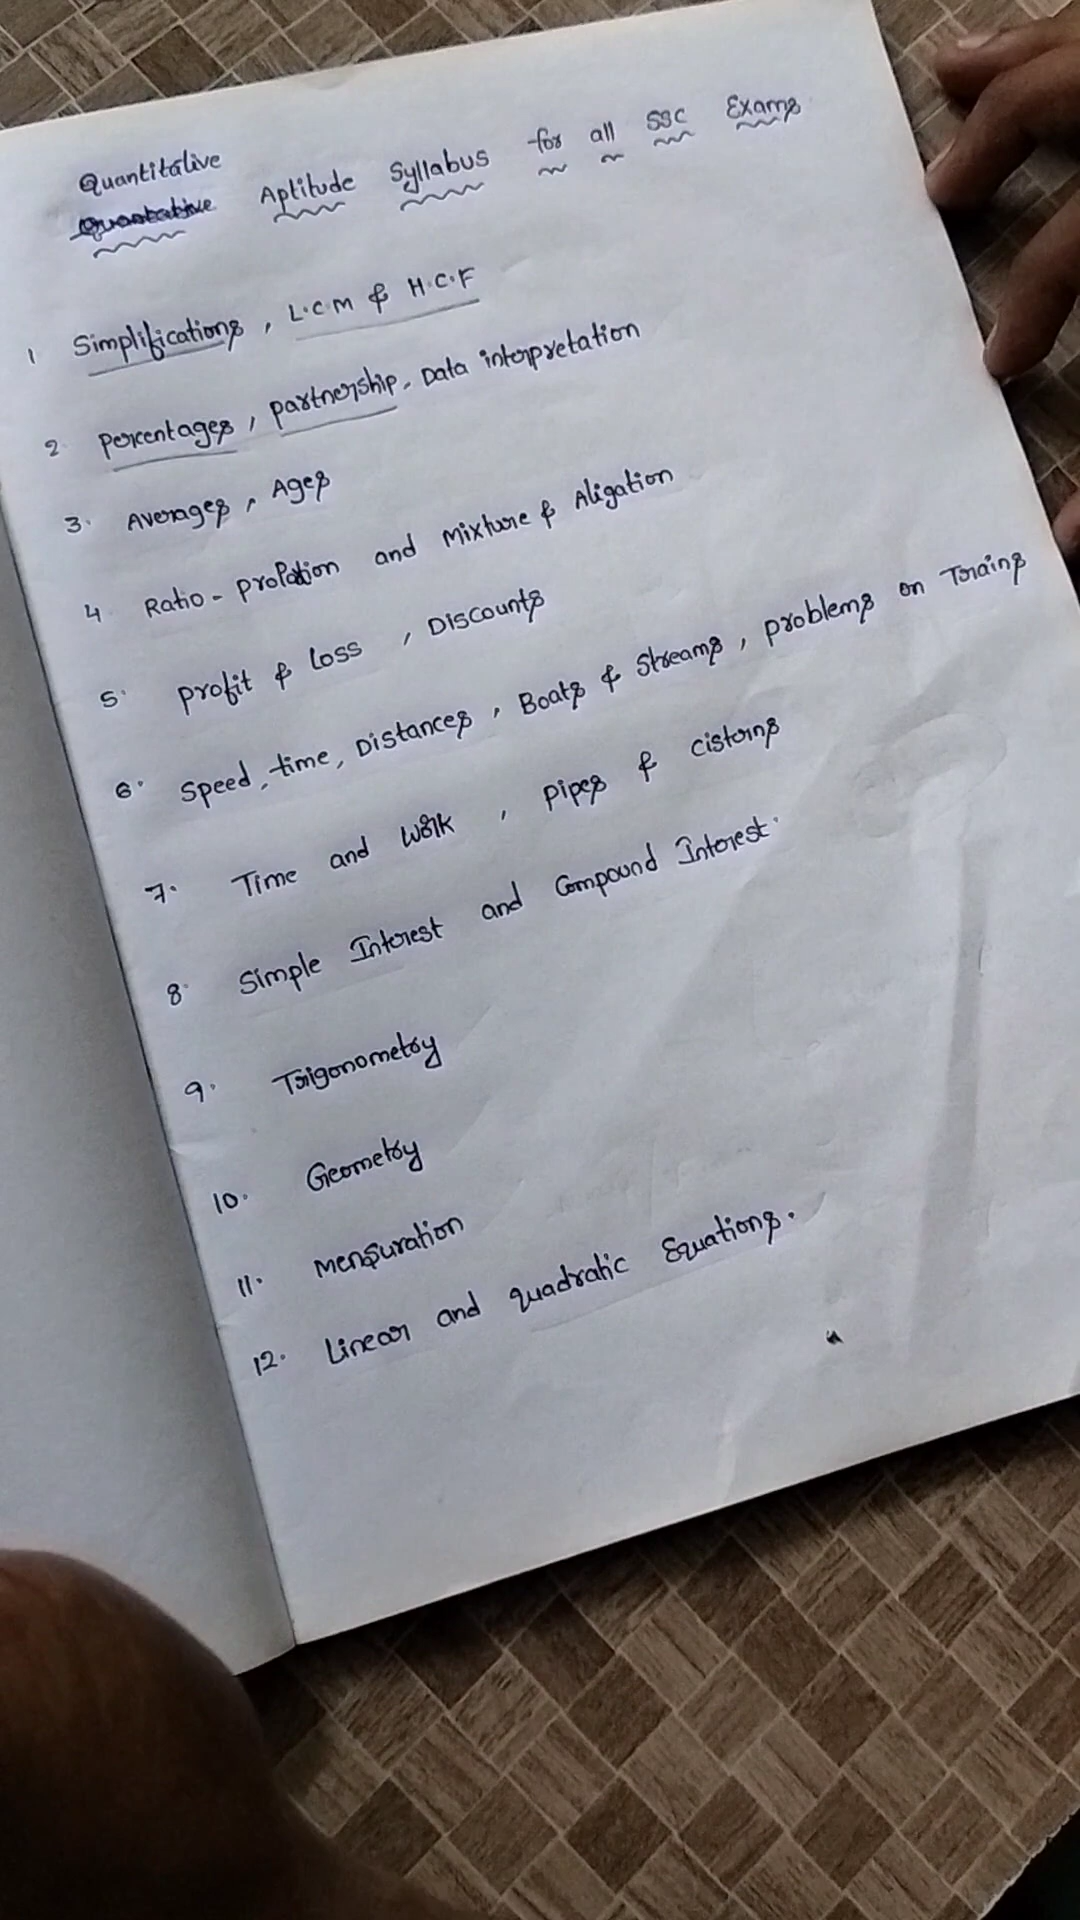 Quantitative
Quantative Aptitude Syllabus for all SSC Exams
1 Simplifications, L.C.M & H.C.F
2. percentages, partnership, Data interpretation
3. Averages, Ages
4 Ratio - propation and Mixture & Aligation
5. profit & Loss, Discounts
6. Speed, time, Distances, Boats & Streams, problems on Trains
7. Time and work, pipes & cisterns
8. Simple Interest and Compound Interest.
9. Trigonometry
10. Geometry
11. Mensuration
12. Linear and quadratic Equations.